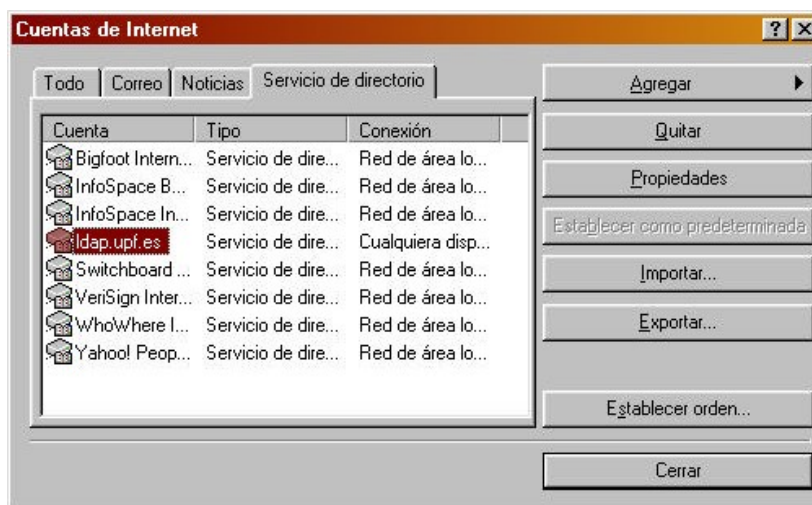 Cuentas de Internet
Todo Correo Noticias Servicio de directorio
Cuenta Tipo Conexión
Bigfoot Intern... Servicio de dire... Red de área lo...
InfoSpace B... Servicio de dire... Red de área lo...
InfoSpace In... Servicio de dire... Red de área lo...
ldap.upf.es Servicio de dire... Cualquiera disp...
Switchboard ... Servicio de dire... Red de área lo...
VeriSign Inter... Servicio de dire... Red de área lo...
WhoWhere I... Servicio de dire... Red de área lo...
Yahoo! Peop... Servicio de dire... Red de área lo...
Agregar
Quitar
Propiedades
Establecer como predeterminada
Importar...
Exportar...
Establecer orden...
Cerrar